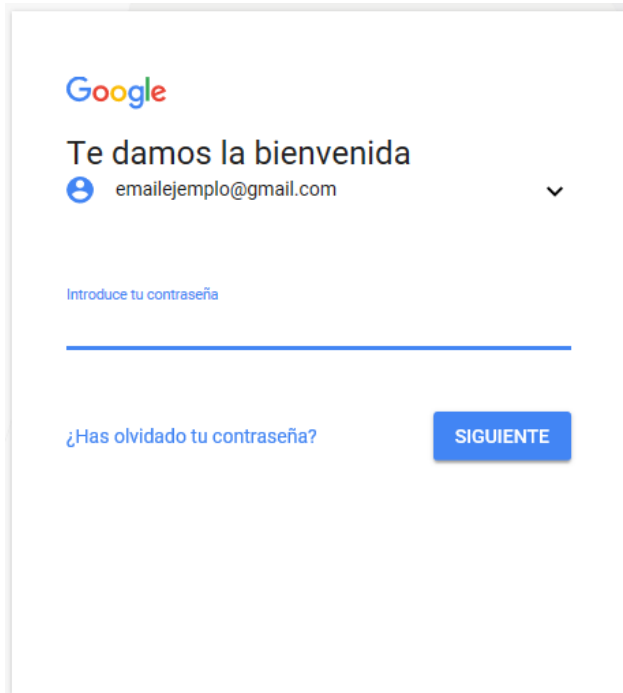 Google
Te damos la bienvenida
emailejemplo@gmail.com
Introduce tu contraseña
¿Has olvidado tu contraseña?
SIGUIENTE